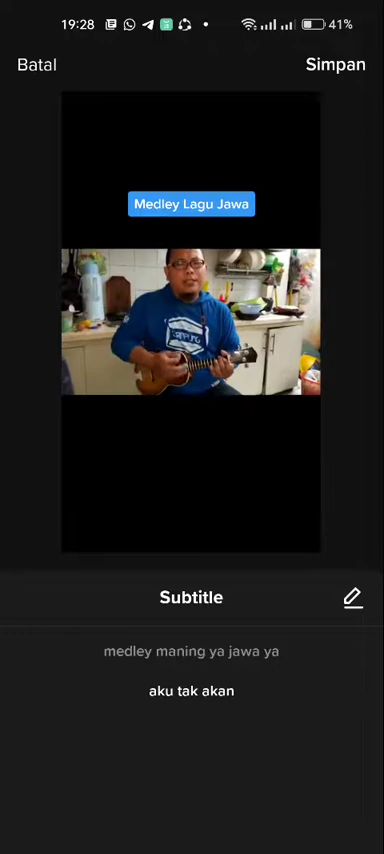 19:28
41%
Batal
Simpan
Medley Lagu Jawa
Subtitle
medley maning ya jawa ya
aku tak akan